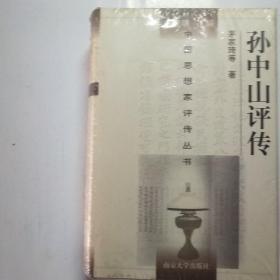 孙中山评传
茅家琦等 著
中国思想家评传丛书
南京大学出版社